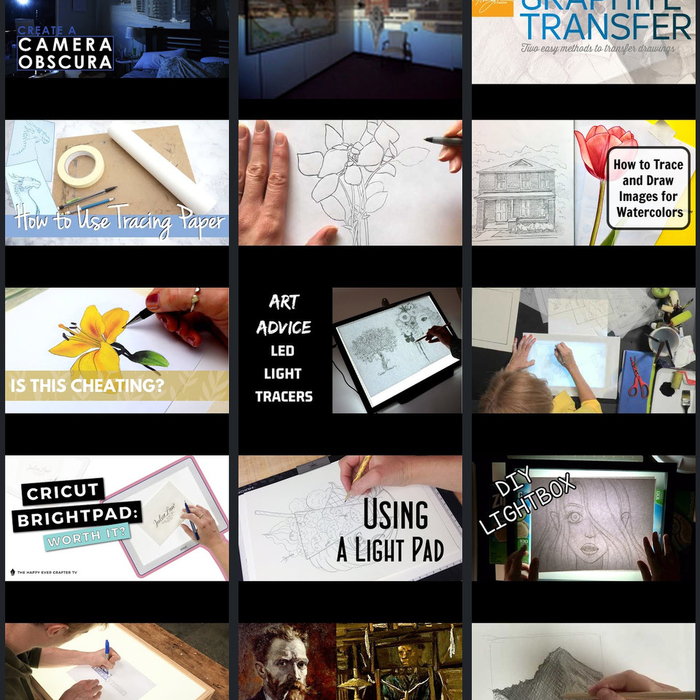 CREATE A
CAMERA
OBSCURA
GRAPHITE
TRANSFER
Two easy methods to transfer drawings
How to Use Tracing Paper
How to Trace
and Draw
Images for
Watercolors
IS THIS CHEATING?
ART
ADVICE
LED
LIGHT
TRACERS
CRICUT
BRIGHTPAD:
WORTH IT?
THE HAPPY EVER CRAFTER TV
USING
A LIGHT PAD
DIY
LIGHTBOX